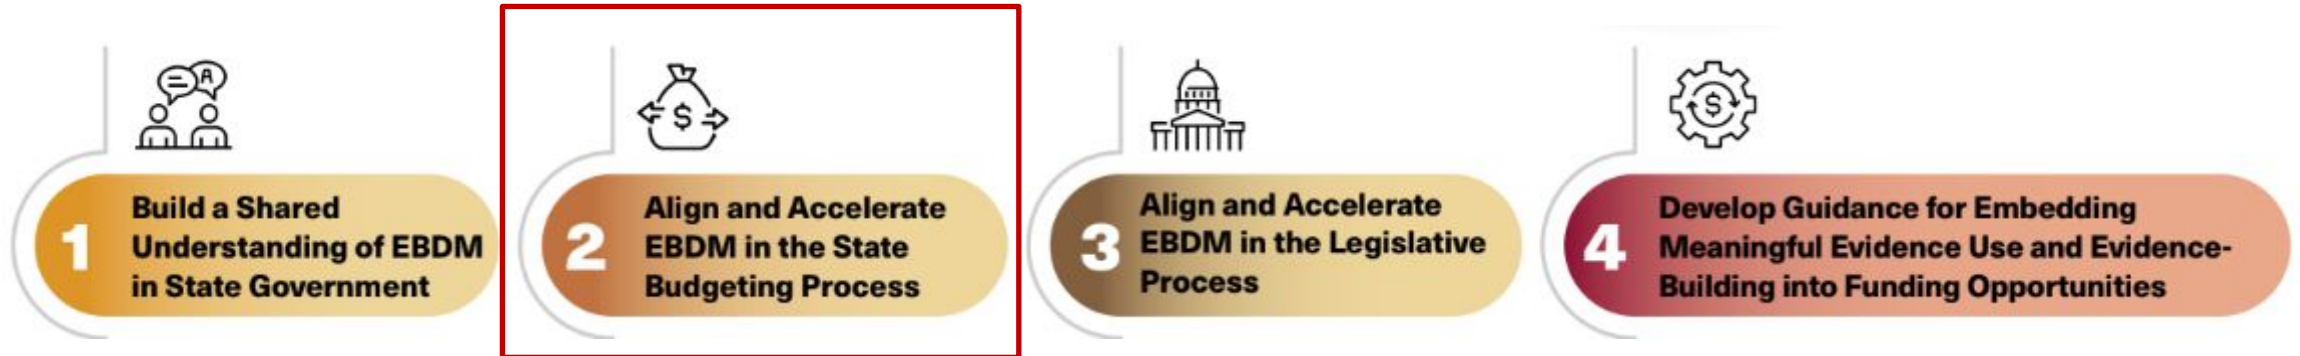 A
$
$
1
Build a Shared
Understanding of EBDM
in State Government
2
Align and Accelerate
EBDM in the State
Budgeting Process
3
Align and Accelerate
EBDM in the Legislative
Process
4
Develop Guidance for Embedding
Meaningful Evidence Use and Evidence-
Building into Funding Opportunities